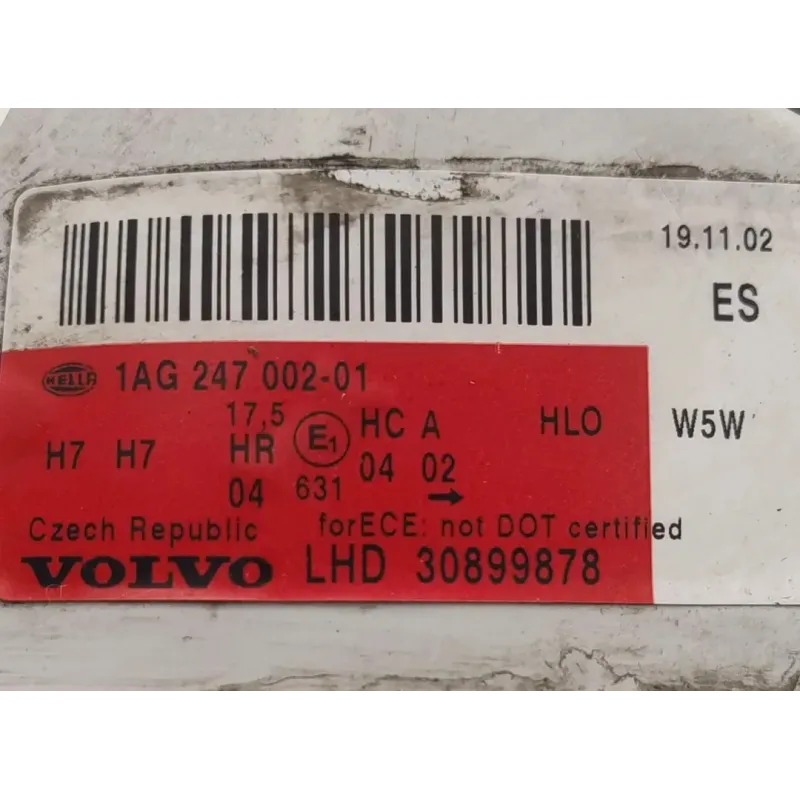 19.11.02
ES
HELLA 1AG 247 002-01
17,5 HC A HLO W5W
H7 H7 HR E1 04 02
04 631 →
Czech Republic forECE: not DOT certified
VOLVO LHD 30899878